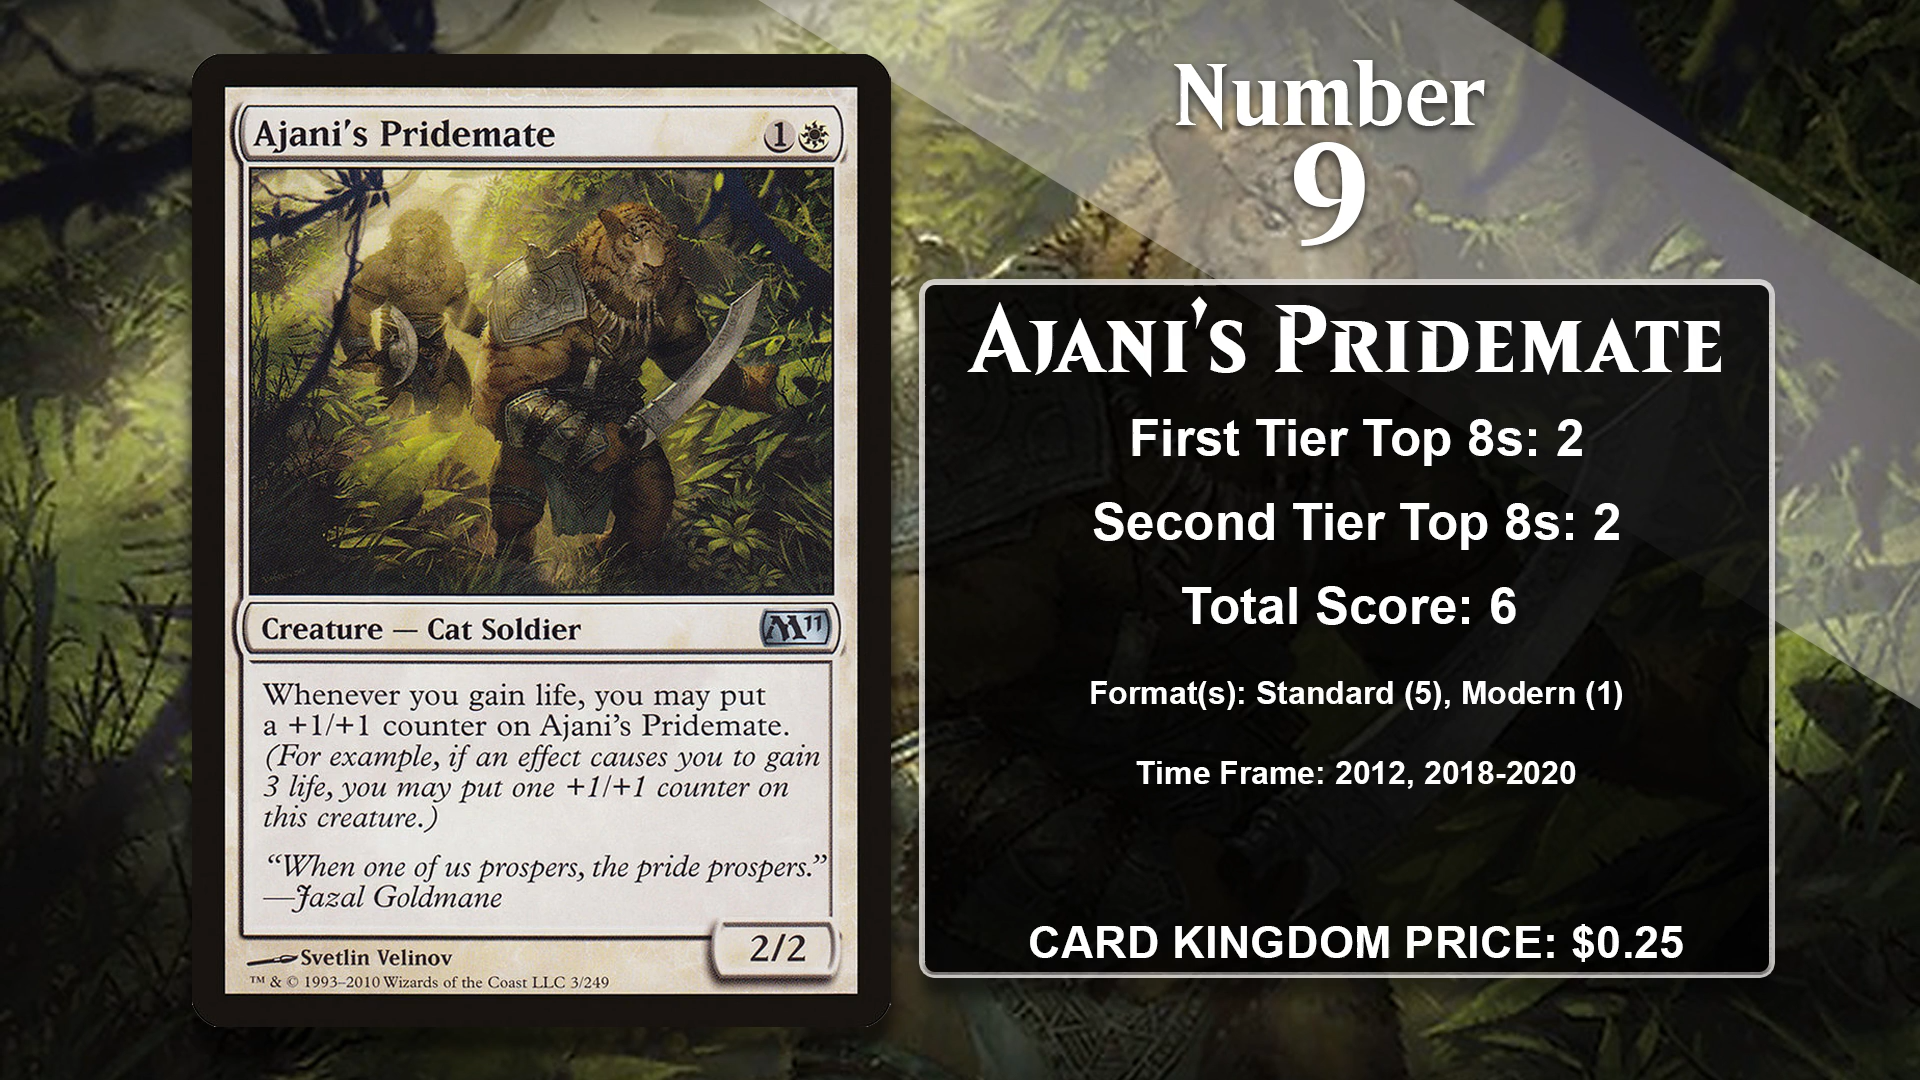 Ajani's Pridemate 1
Creature — Cat Soldier M11
Whenever you gain life, you may put
a +1/+1 counter on Ajani's Pridemate.
(For example, if an effect causes you to gain
3 life, you may put one +1/+1 counter on
this creature.)
“When one of us prospers, the pride prospers.”
—Jazal Goldmane
2/2
Svetlin Velinov
™ & © 1993–2010 Wizards of the Coast LLC 3/249
Number
9
Ajani's Pridemate
First Tier Top 8s: 2
Second Tier Top 8s: 2
Total Score: 6
Format(s): Standard (5), Modern (1)
Time Frame: 2012, 2018-2020
CARD KINGDOM PRICE: $0.25